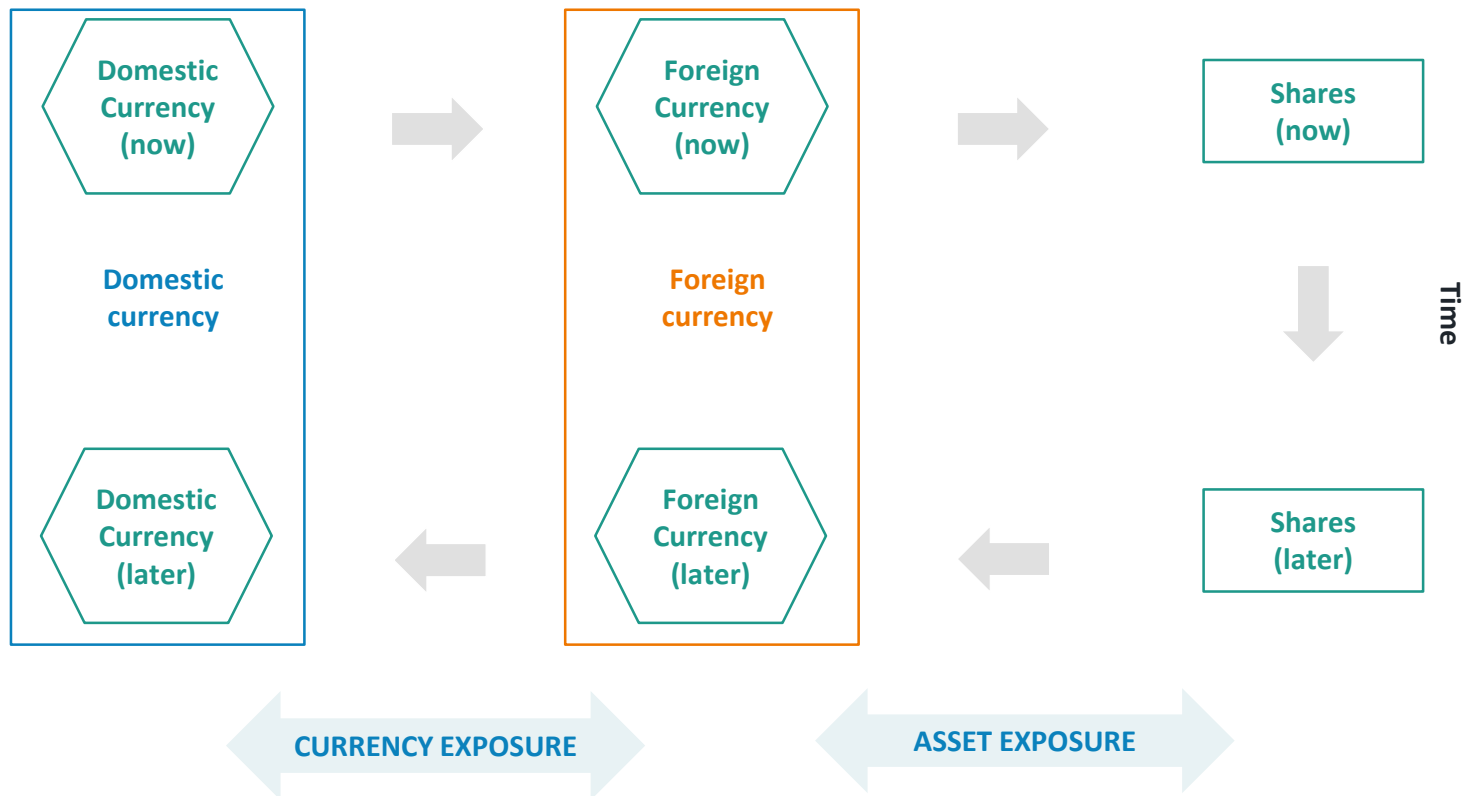 Domestic
Currency
(now)
Foreign
Currency
(now)
Shares
(now)
Domestic
currency
Foreign
currency
Time
Domestic
Currency
(later)
Foreign
Currency
(later)
Shares
(later)
CURRENCY EXPOSURE
ASSET EXPOSURE